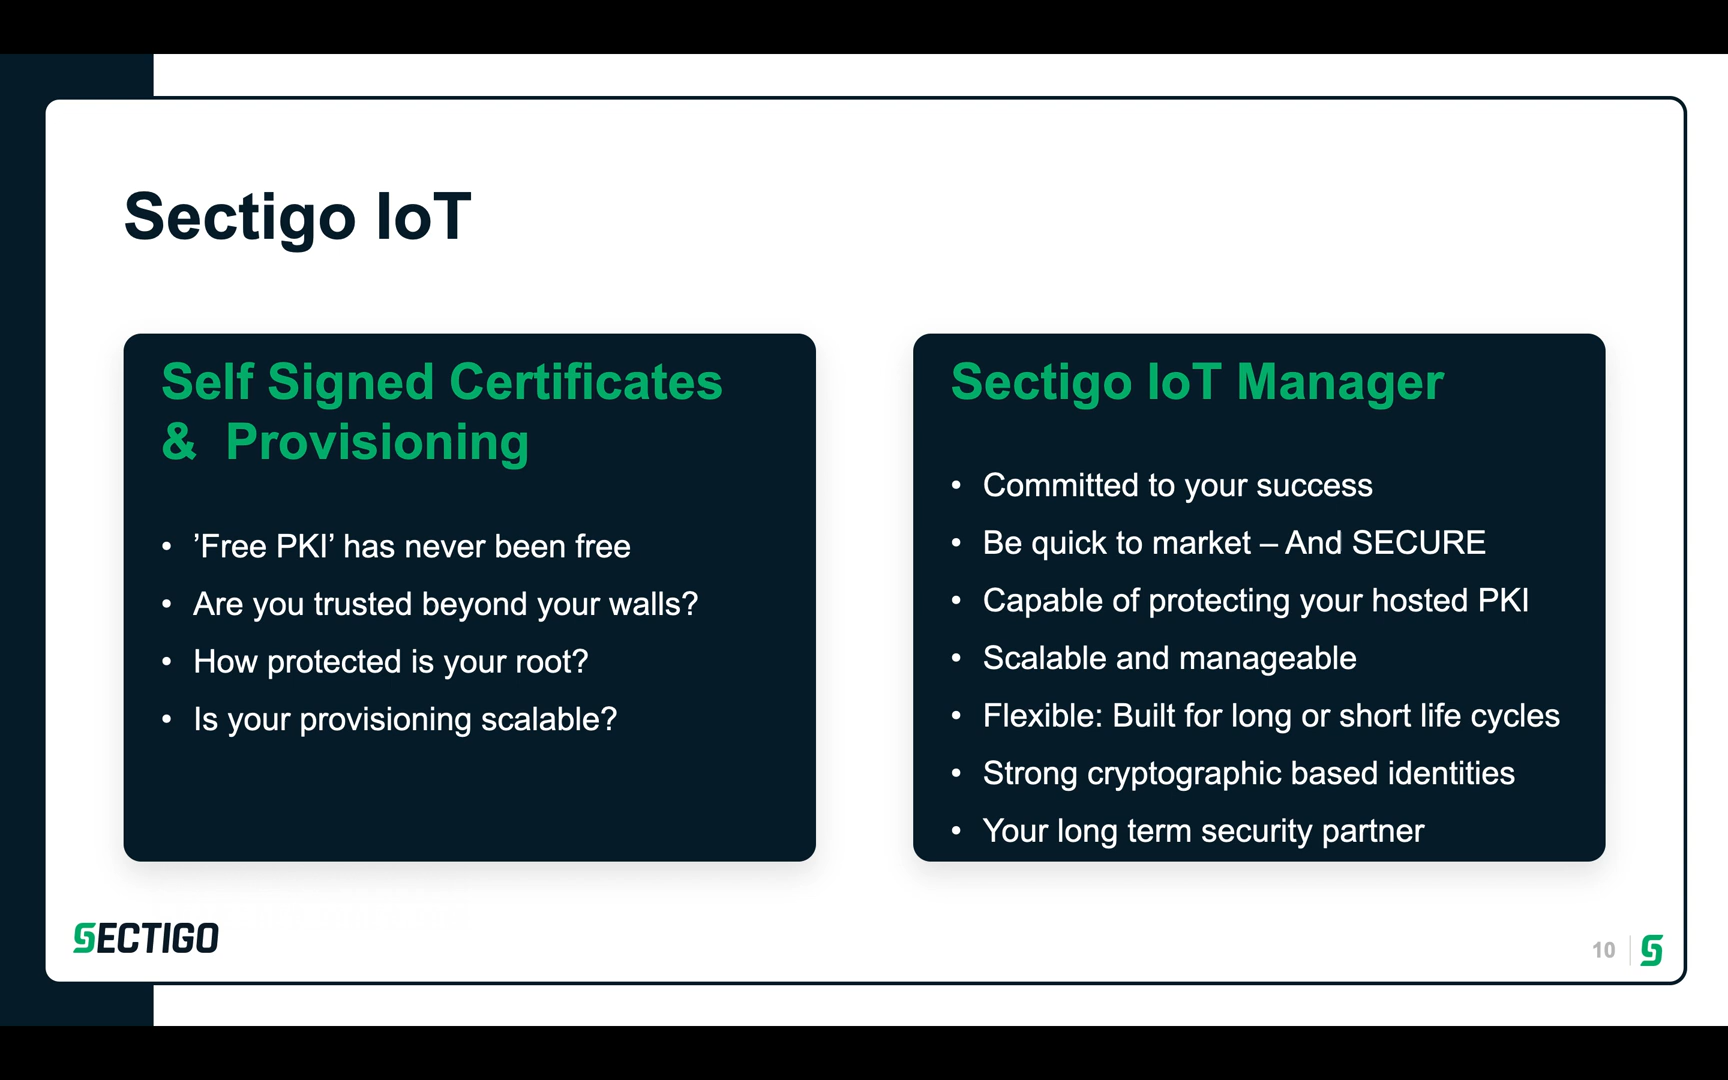 Sectigo IoT
Self Signed Certificates
& Provisioning
• ’Free PKI’ has never been free
• Are you trusted beyond your walls?
• How protected is your root?
• Is your provisioning scalable?
Sectigo IoT Manager
• Committed to your success
• Be quick to market – And SECURE
• Capable of protecting your hosted PKI
• Scalable and manageable
• Flexible: Built for long or short life cycles
• Strong cryptographic based identities
• Your long term security partner
SECTIGO
10 S